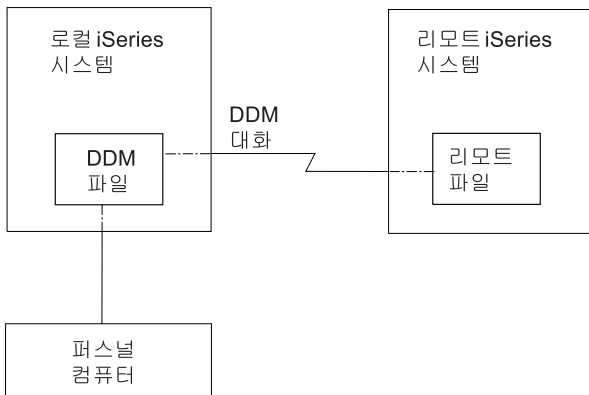 로컬 iSeries
시스템
리모트 iSeries
시스템
DDM
대화
DDM
파일
리모트
파일
퍼스널
컴퓨터